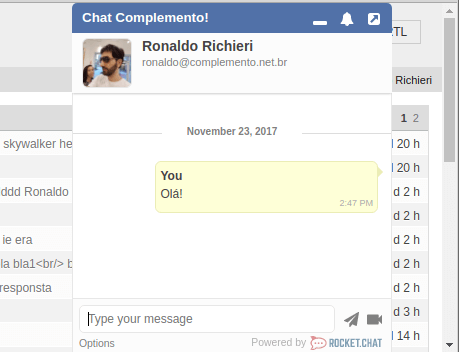 Chat Complemento!
TL
Ronaldo Richieri
ronaldo@complemento.net.br
Richieri
1 2
skywalker he
20 h
November 23, 2017
20 h
You
ddd Ronaldo
d 2 h
Olá!
2:47 PM
d 2 h
ie era
d 2 h
la bla1<br/> b
d 2 h
responsta
d 2 h
d 3 h
Type your message
d 14 h
Options
Powered by ROCKET.CHAT